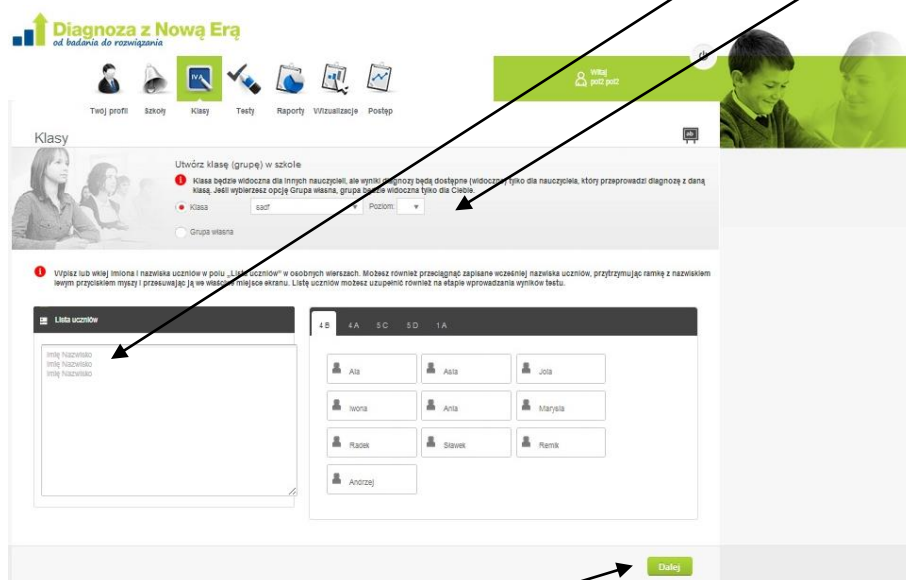 Diagnoza z Nową Erą
od badania do rozwiązania
IVA
Witaj
pot2 pot2
Twój profil Szkoły Klasy Testy Raporty Wizualizacje Postęp
Klasy
Utwórz klasę (grupę) w szkole
Klasa będzie widoczna dla innych nauczycieli, ale wyniki diagnozy będą dostępne (widoczne) tylko dla nauczyciela, który przeprowadzi diagnozę z daną
klasą. Jeśli wybierzesz opcję Grupa własna, grupa będzie widoczna tylko dla Ciebie.
Klasa sadf Poziom:
Grupa własna
Wpisz lub wklej imiona i nazwiska uczniów w polu „Lista uczniów" w osobnych wierszach. Możesz również przeciągnąć zapisane wcześniej nazwiska uczniów, przytrzymując ramkę z nazwiskiem
lewym przyciskiem myszy i przesuwając ją we właściwe miejsce ekranu. Listę uczniów możesz uzupełnić również na etapie wprowadzania wyników testu.
Lista uczniów
Imię Nazwisko
Imię Nazwisko
Imię Nazwisko
4 B 4 A 5 C 5 D 1 A
Ala Asia Jola
Iwona Ania Marysia
Radek Sławek Remik
Andrzej
Dalej